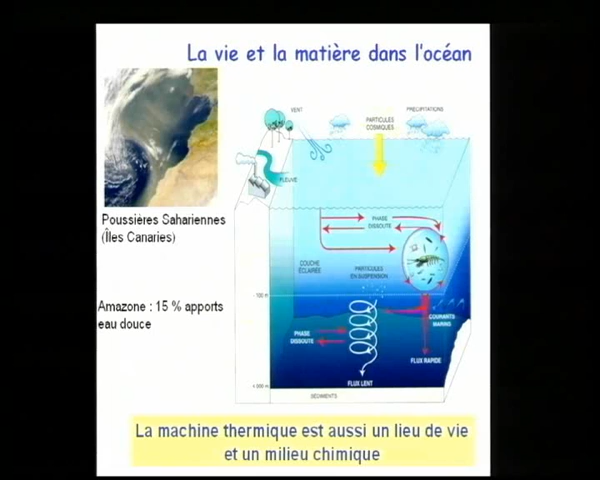 La vie et la matière dans l'océan
VENT
PRÉCIPITATIONS
PARTICULES
COSMIQUES
FLEUVE
Poussières Sahariennes
(Îles Canaries)
PHASE
DISSOUTE
COUCHE
ÉCLAIRÉE
PARTICULES
EN SUSPENSION
100 m
Amazone : 15 % apports
eau douce
COURANTS
MARINS
PHASE
DISSOUTE
FLUX RAPIDE
FLUX LENT
4 000 m
SÉDIMENTS
La machine thermique est aussi un lieu de vie
et un milieu chimique